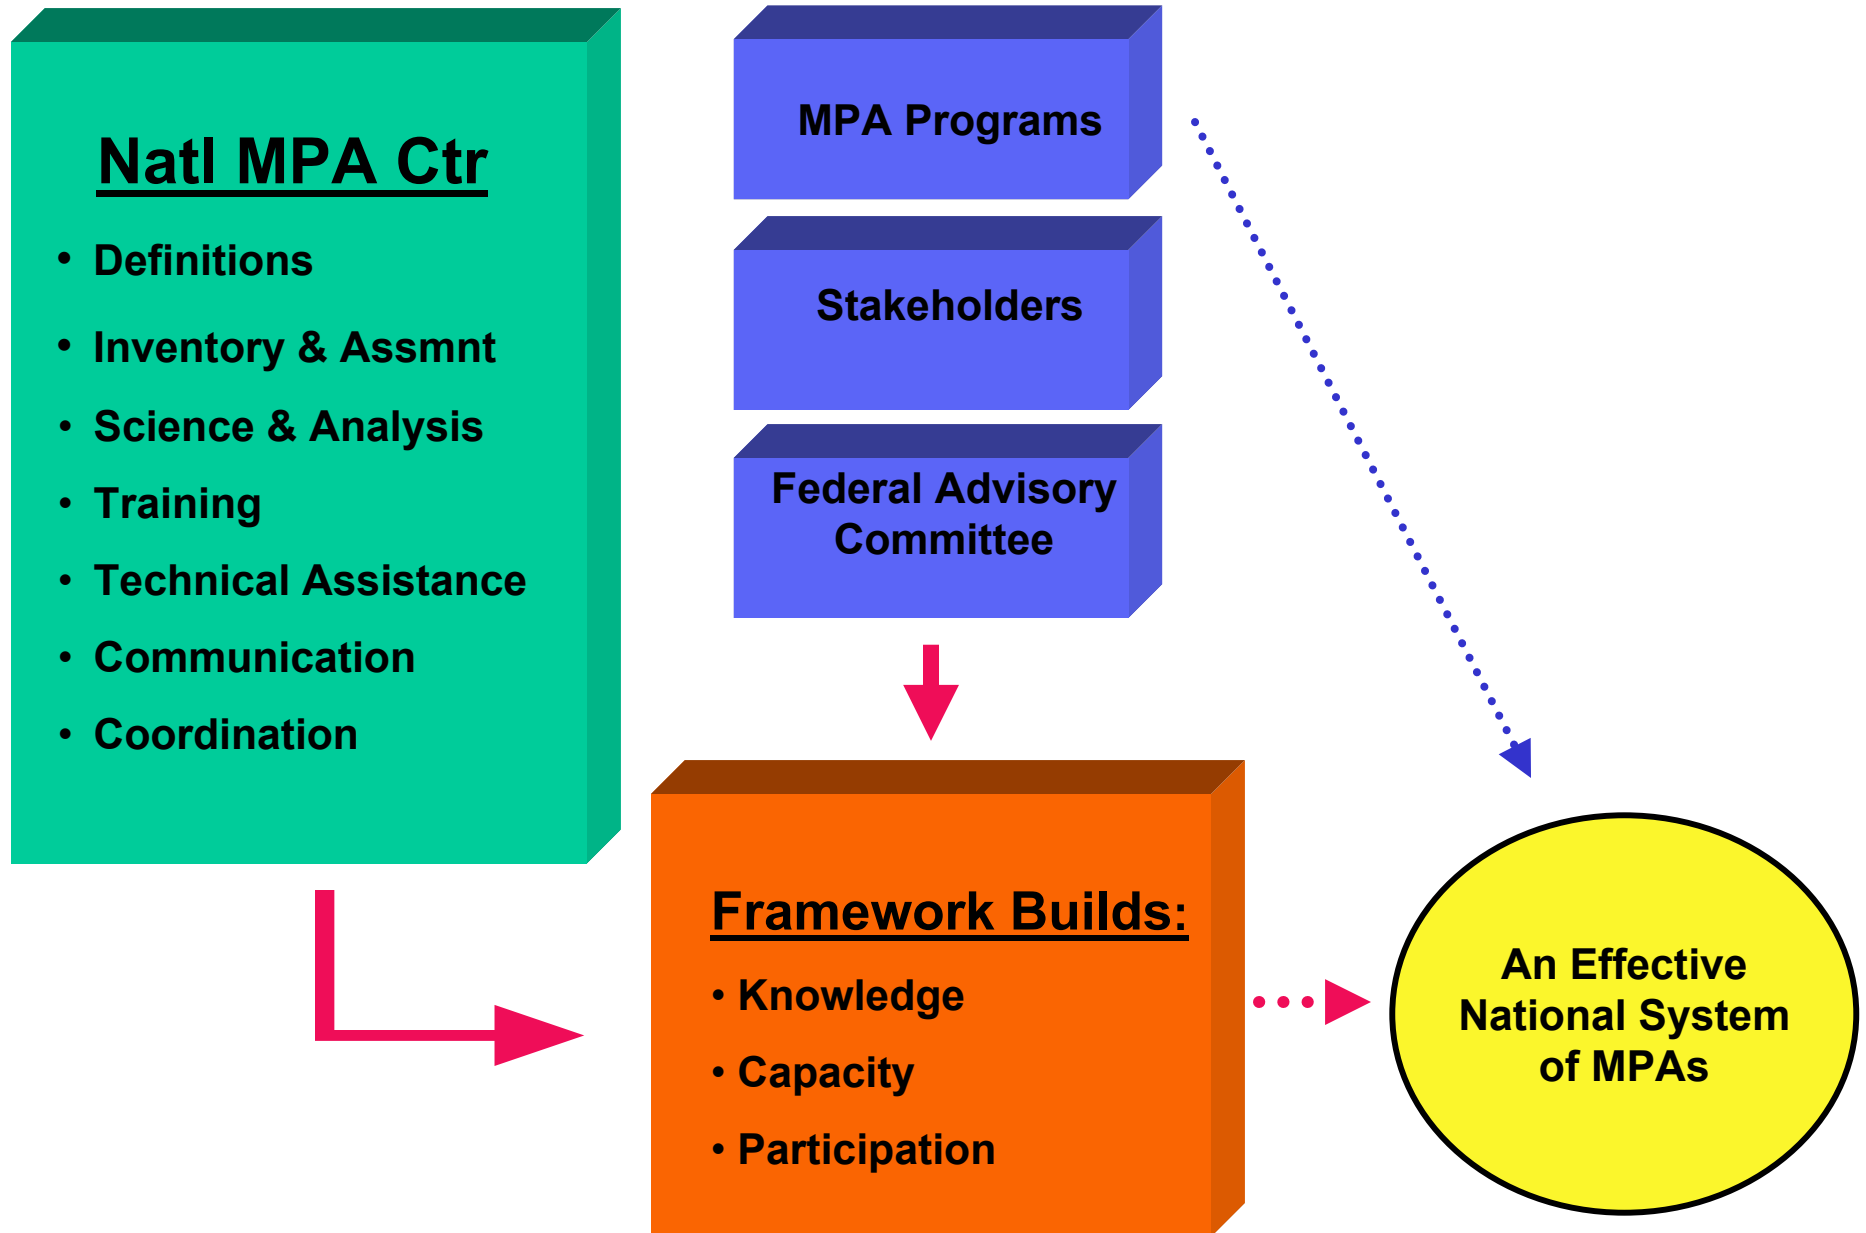 Natl MPA Ctr
• Definitions
• Inventory & Assmnt
• Science & Analysis
• Training
• Technical Assistance
• Communication
• Coordination
MPA Programs
Stakeholders
Federal Advisory
Committee
Framework Builds:
• Knowledge
• Capacity
• Participation
An Effective
National System
of MPAs